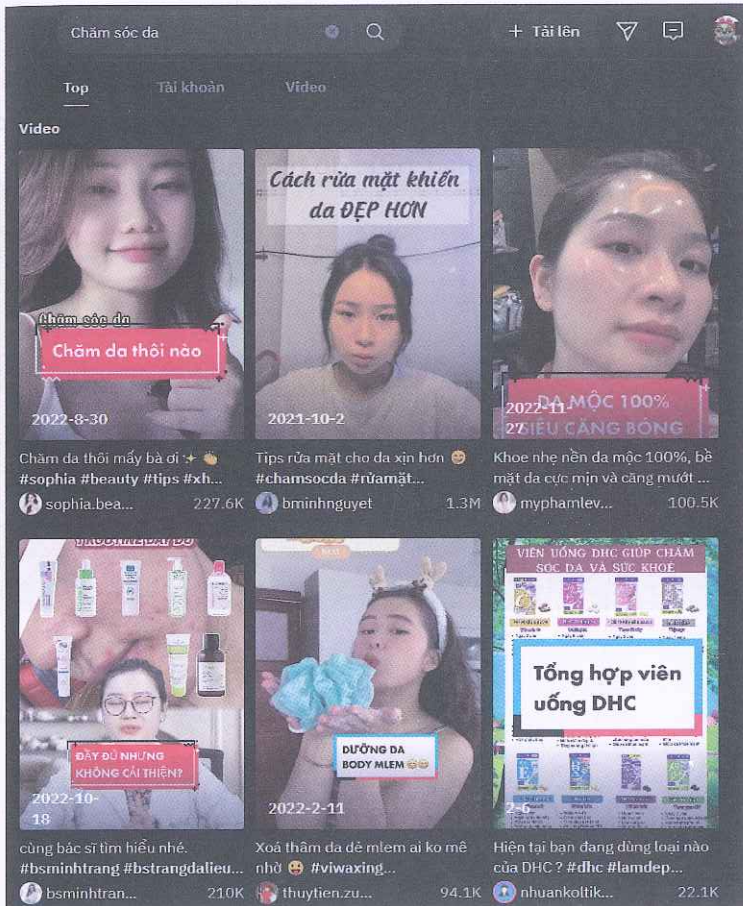 Chăm sóc da
+ Tải lên
Top Tài khoản Video
Video
Chăm sóc da
Chăm da thôi nào
2022-8-30
Cách rửa mặt khiến
da ĐẸP HƠN
2021-10-2
DA MỘC 100%
SIÊU CĂNG BÓNG
2022-11-
27
Chăm da thôi mấy bà ơi
#sophia #beauty #tips #xh...
sophia.bea... 227.6K
Tips rửa mặt cho da xịn hơn
#chamsocda #rửamặt...
bminhnguyet 1.3M
Khoe nhẹ nền da mộc 100%, bề
mặt da cực mịn và căng mướt ...
myphamlev... 100.5K
ROUTINE ĐẦY ĐỦ
ĐẦY ĐỦ NHƯNG
KHÔNG CẢI THIỆN?
2022-10-
18
DƯỠNG DA
BODY MLEM
2022-2-11
VIÊN UỐNG DHC GIÚP CHĂM
SÓC DA VÀ SỨC KHOẺ
Tổng hợp viên
uống DHC
2-6
cùng bác sĩ tìm hiểu nhé.
#bsminhtrang #bstrangdalieu...
bsminhtran... 210K
Xoá thâm da dẻ mlem ai ko mê
nhờ #viwaxing...
thuytien.zu... 94.1K
Hiện tại bạn đang dùng loại nào
của DHC ? #dhc #lamdep...
nhuankoltik... 22.1K